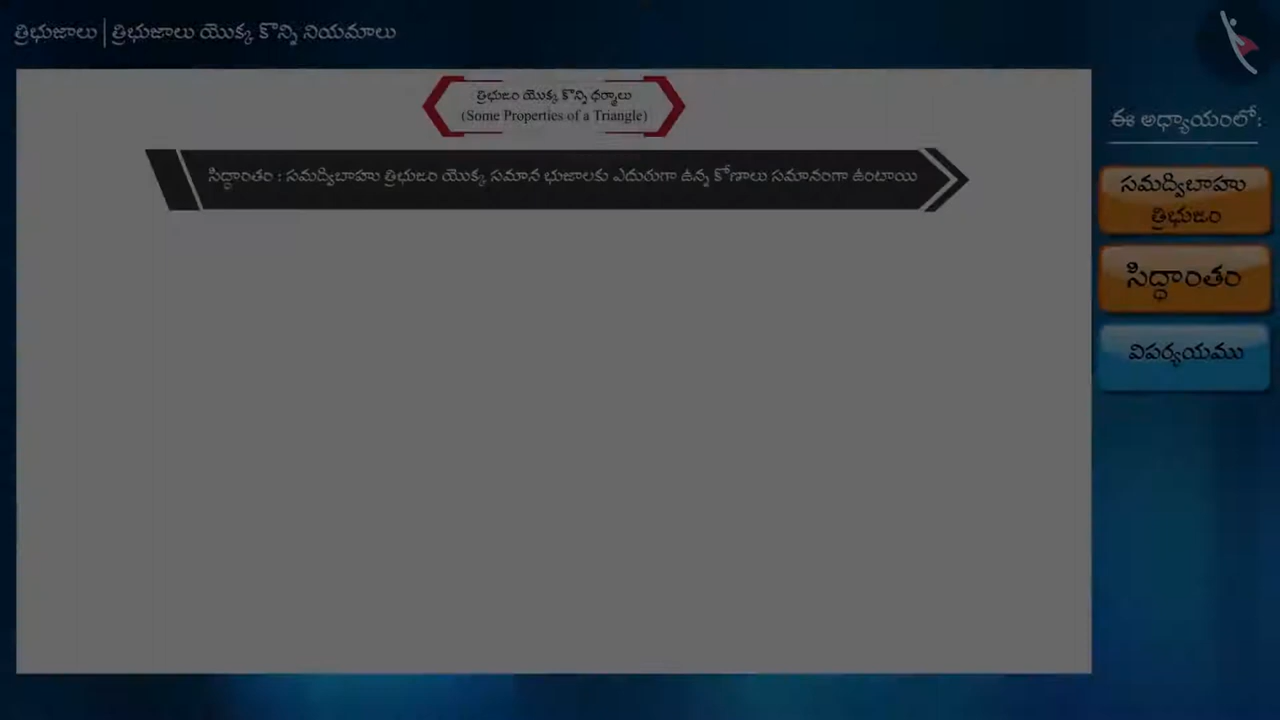 త్రిభుజాలు | త్రిభుజాలు యొక్క కొన్ని నియమాలు
త్రిభుజం యొక్క కొన్ని ధర్మాలు
(Some Properties of a Triangle)
సిద్ధాంతం : సమద్విబాహు త్రిభుజం యొక్క సమాన భుజాలకు ఎదురుగా ఉన్న కోణాలు సమానంగా ఉంటాయి
ఈ అధ్యాయంలో:
సమద్విబాహు
త్రిభుజం
సిద్ధాంతం
విపర్యయము